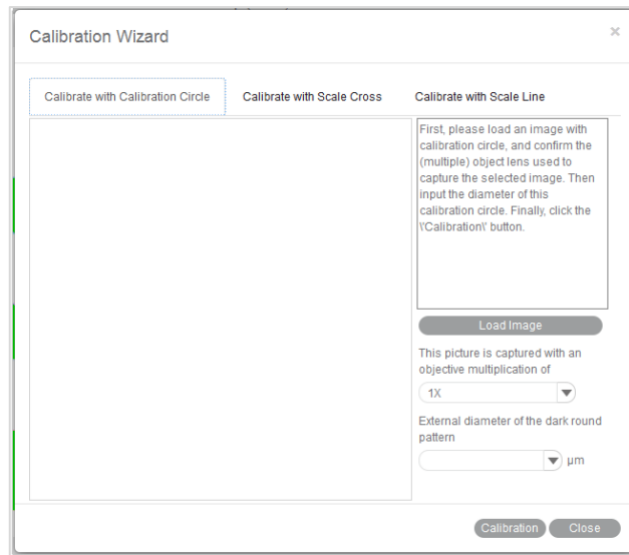 Calibration Wizard
×
Calibrate with Calibration Circle
Calibrate with Scale Cross
Calibrate with Scale Line
First, please load an image with
calibration circle, and confirm the
(multiple) object lens used to
capture the selected image. Then
input the diameter of this
calibration circle. Finally, click the
\'Calibration\' button.
Load Image
This picture is captured with an
objective multiplication of
1X
External diameter of the dark round
pattern
µm
Calibration
Close